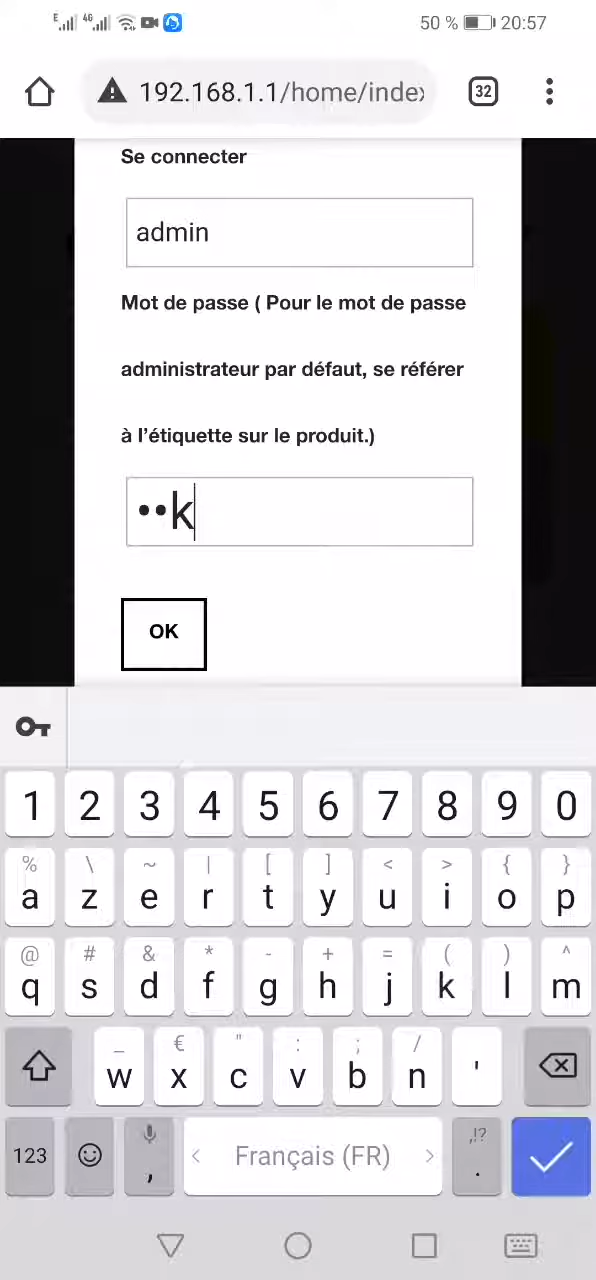 E 4G 50 % 20:57
192.168.1.1/home/index
32
Se connecter
admin
Mot de passe ( Pour le mot de passe
administrateur par défaut, se référer
à l’étiquette sur le produit.)
••k
OK
1 2 3 4 5 6 7 8 9 0
% \ ~ | [ ] < > { }
a z e r t y u i o p
@ # & * - + = ( ) ^
q s d f g h j k l m
_ € " : ; /
w x c v b n '
,!?
123 , < Français (FR) > .